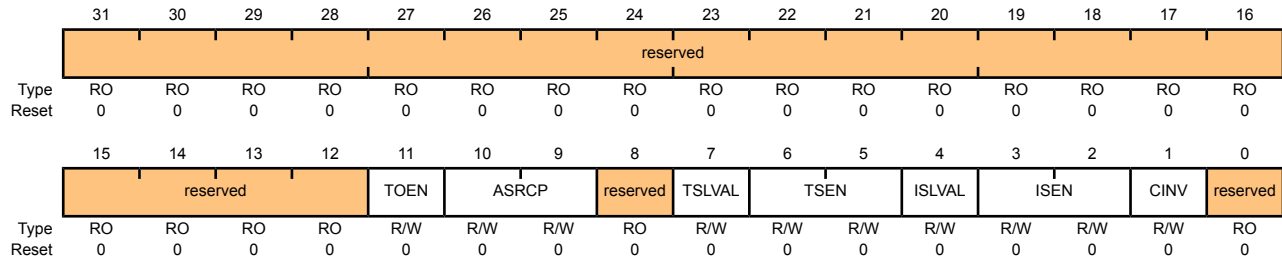 31 30 29 28 27 26 25 24 23 22 21 20 19 18 17 16
reserved
Type RO RO RO RO RO RO RO RO RO RO RO RO RO RO RO RO
Reset 0 0 0 0 0 0 0 0 0 0 0 0 0 0 0 0
15 14 13 12 11 10 9 8 7 6 5 4 3 2 1 0
reserved TOEN ASRCP reserved TSLVAL TSEN ISLVAL ISEN CINV reserved
Type RO RO RO RO R/W R/W R/W RO R/W R/W R/W R/W R/W R/W R/W RO
Reset 0 0 0 0 0 0 0 0 0 0 0 0 0 0 0 0